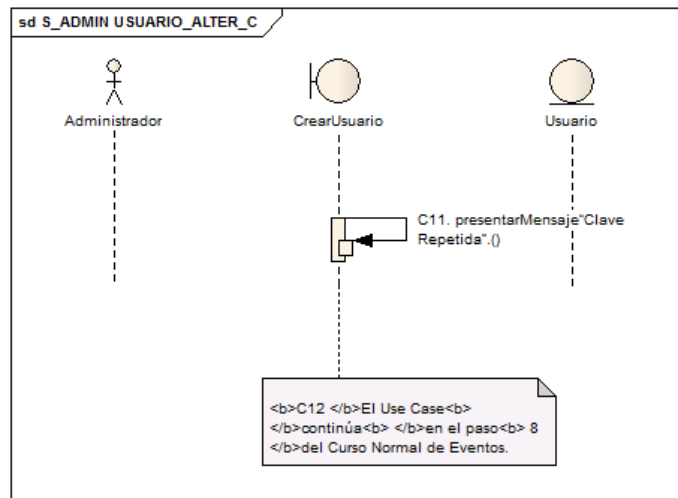 sd S_ADMIN USUARIO_ALTER_C
Administrador
CrearUsuario
Usuario
C11. presentarMensaje"Clave
Repetida".()
<b>C12 </b>El Use Case<b>
</b>continúa<b> </b>en el paso<b> 8
</b>del Curso Normal de Eventos.